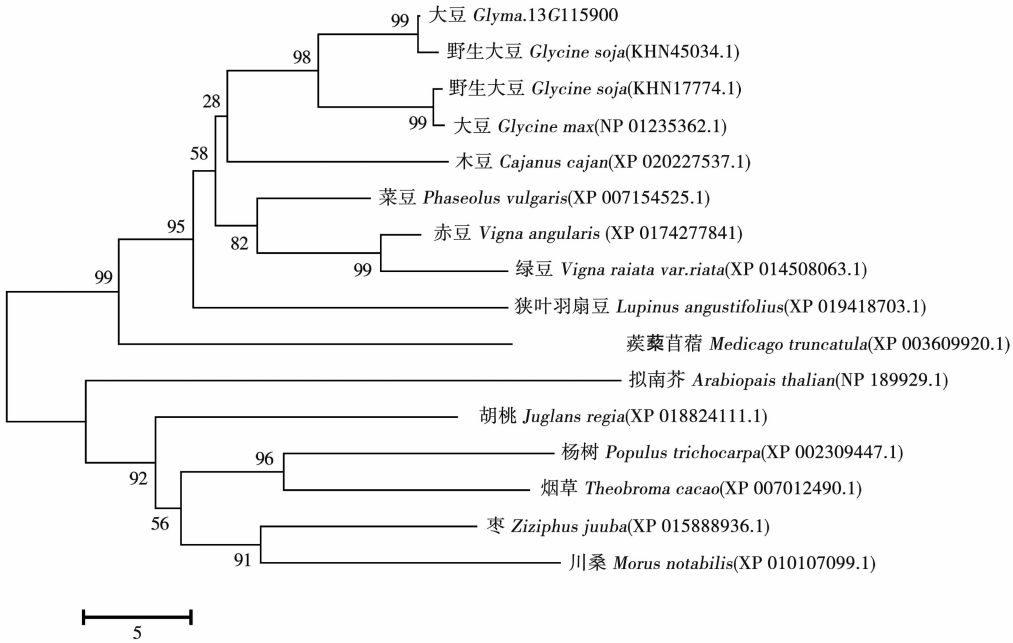 99 大豆 Glyma.13G115900
野生大豆 Glycine soja(KHN45034.1)
98
野生大豆 Glycine soja(KHN17774.1)
28
99 大豆 Glycine max(NP 01235362.1)
58
木豆 Cajanus cajan(XP 020227537.1)
菜豆 Phaseolus vulgaris(XP 007154525.1)
95
赤豆 Vigna angularis (XP 0174277841)
82
99 绿豆 Vigna raiata var.riata(XP 014508063.1)
99
狭叶羽扇豆 Lupinus angustifolius(XP 019418703.1)
蒺藜苜蓿 Medicago truncatula(XP 003609920.1)
拟南芥 Arabiopais thalian(NP 189929.1)
胡桃 Juglans regia(XP 018824111.1)
96 杨树 Populus trichocarpa(XP 002309447.1)
92
烟草 Theobroma cacao(XP 007012490.1)
56
枣 Ziziphus juuba(XP 015888936.1)
91 川桑 Morus notabilis(XP 010107099.1)
5